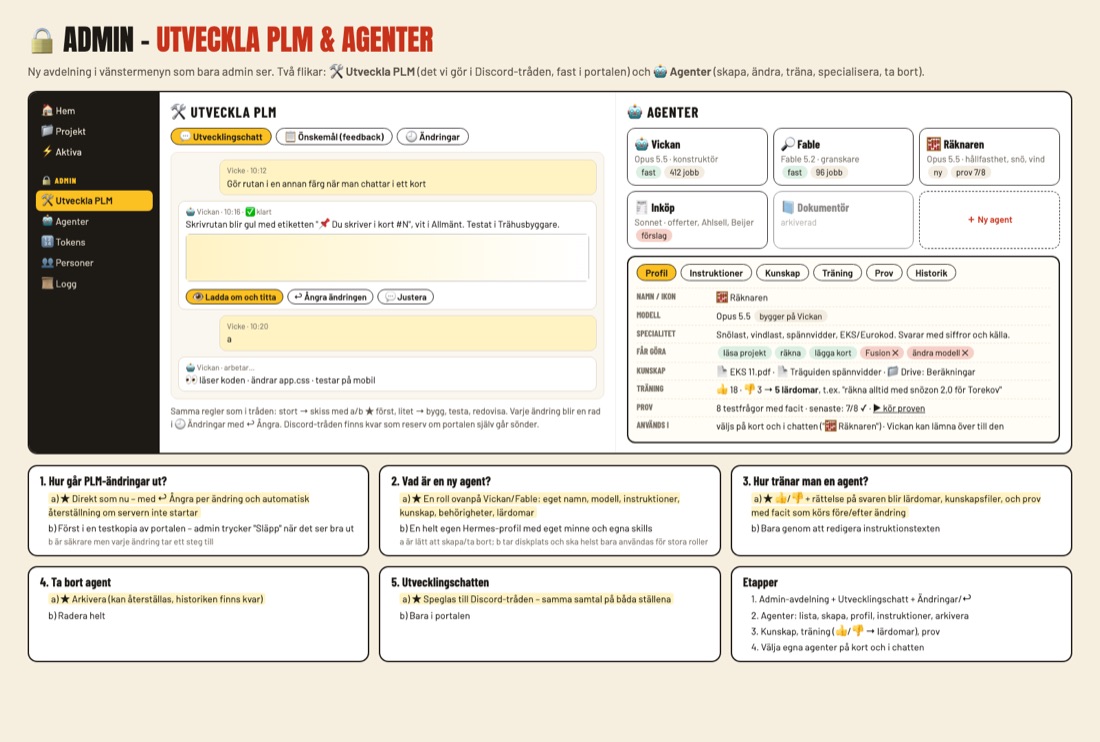 ADMIN - UTVECKLA PLM & AGENTER
Ny avdelning i vänstermenyn som bara admin ser. Två flikar: 🛠 Utveckla PLM (det vi gör i Discord-tråden, fast i portalen) och 🤖 Agenter (skapa, ändra, träna, specialisera, ta bort).
Hem
Projekt
⚡ Aktiva
🔒 ADMIN
🛠 Utveckla PLM
Agenter
Tokens
Personer
Logg
🛠 UTVECKLA PLM
Utvecklingschatt
Önskemål (feedback)
Ändringar
Vicke · 10:12
Gör rutan i en annan färg när man chattar i ett kort
🤖 Vickan · 10:16 · ✅ klart
Skrivrutan blir gul med etiketten "📌 Du skriver i kort #N", vit i Allmänt. Testat i Trähusbyggare.
👁 Ladda om och titta
↩ Ångra ändringen
💬 Justera
Vicke · 10:20
a
🤖 Vickan · arbetar...
👀 läser koden · ändrar app.css · testar på mobil
Samma regler som i tråden: stort → skiss med a/b ★ först, litet → bygg, testa, redovisa. Varje ändring blir en rad
i 🕘 Ändringar med ↩ Ångra. Discord-tråden finns kvar som reserv om portalen själv går sönder.
🤖 AGENTER
🤖 Vickan
Opus 5.5 · konstruktör
fast 412 jobb
🔎 Fable
Fable 5.2 · granskare
fast 96 jobb
🧮 Räknaren
Opus 5.5 · hållfasthet, snö, vind
ny prov 7/8
Inköp
Sonnet · offerter, Ahlsell, Beijer
förslag
Dokumentör
arkiverad
+ Ny agent
Profil
Instruktioner
Kunskap
Träning
Prov
Historik
NAMN / IKON Räknaren
MODELL Opus 5.5 bygger på Vickan
SPECIALITET Snölast, vindlast, spännvidder, EKS/Eurokod. Svarar med siffror och källa.
FÅR GÖRA läsa projekt räkna lägga kort Fusion ✕ ändra modell ✕
KUNSKAP EKS 11.pdf · Träguiden spännvidder · Drive: Beräkningar
TRÄNING 👍 18 · 👎 3 → 5 lärdomar, t.ex. "räkna alltid med snözon 2,0 för Torekov"
PROV 8 testfrågor med facit · senaste: 7/8 ✓ · ▶ kör proven
ANVÄNDS I väljs på kort och i chatten ("Räknaren") · Vickan kan lämna över till den
1. Hur går PLM-ändringar ut?
a) ★ Direkt som nu – med ↩ Ångra per ändring och automatisk
återställning om servern inte startar
b) Först i en testkopia av portalen – admin trycker "Släpp" när det ser bra ut
b är säkrare men varje ändring tar ett steg till
2. Vad är en ny agent?
a) ★ En roll ovanpå Vickan/Fable: eget namn, modell, instruktioner,
kunskap, behörigheter, lärdomar
b) En helt egen Hermes-profil med eget minne och egna skills
a är lätt att skapa/ta bort; b tar diskplats och ska helst bara användas för stora roller
3. Hur tränar man en agent?
a) ★ 👍/👎 + rättelse på svaren blir lärdomar, kunskapsfiler, och prov
med facit som körs före/efter ändring
b) Bara genom att redigera instruktionstexten
4. Ta bort agent
a) ★ Arkivera (kan återställas, historiken finns kvar)
b) Radera helt
5. Utvecklingschatten
a) ★ Speglas till Discord-tråden – samma samtal på båda ställena
b) Bara i portalen
Etapper
1. Admin-avdelning + Utvecklingschatt + Ändringar/↩
2. Agenter: lista, skapa, profil, instruktioner, arkivera
3. Kunskap, träning (👍/👎 → lärdomar), prov
4. Välja egna agenter på kort och i chatten